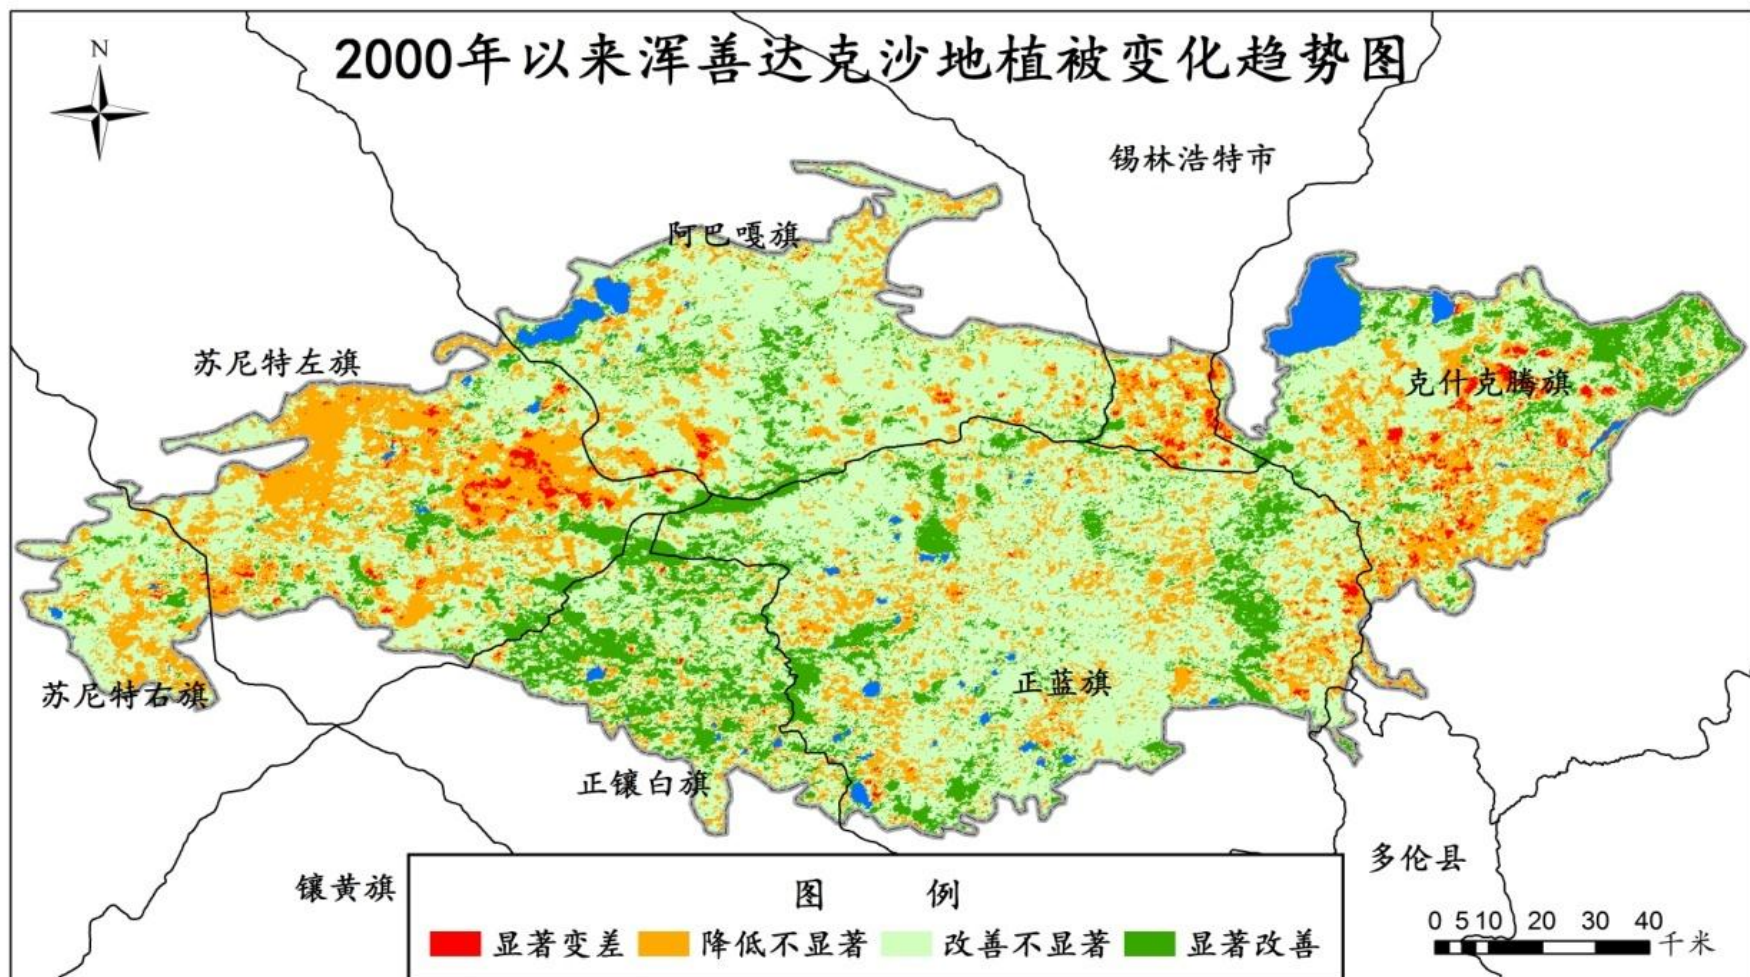 2000年以来浑善达克沙地植被变化趋势图
N
锡林浩特市
阿巴嘎旗
苏尼特左旗
克什克腾旗
苏尼特右旗
正蓝旗
正镶白旗
多伦县
镶黄旗
图 例
显著变差 降低不显著 改善不显著 显著改善
0 5 10 20 30 40
千米